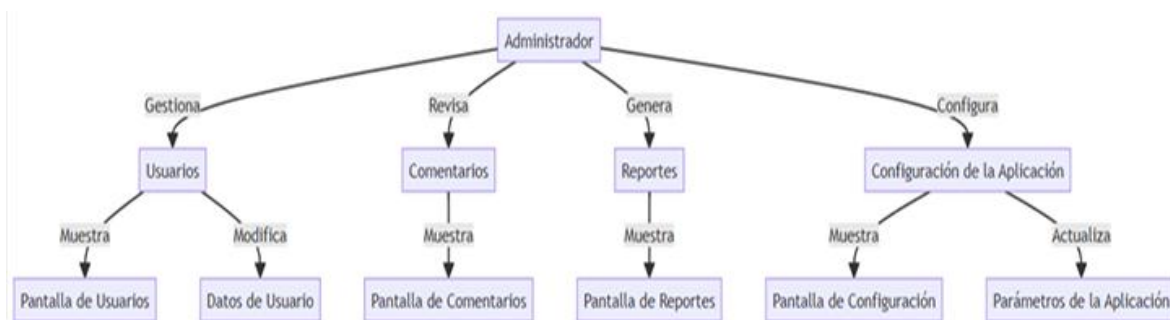 Administrador
Gestiona
Revisa
Genera
Configura
Usuarios
Comentarios
Reportes
Configuración de la Aplicación
Muestra
Modifica
Muestra
Muestra
Muestra
Actualiza
Pantalla de Usuarios
Datos de Usuario
Pantalla de Comentarios
Pantalla de Reportes
Pantalla de Configuración
Parámetros de la Aplicación